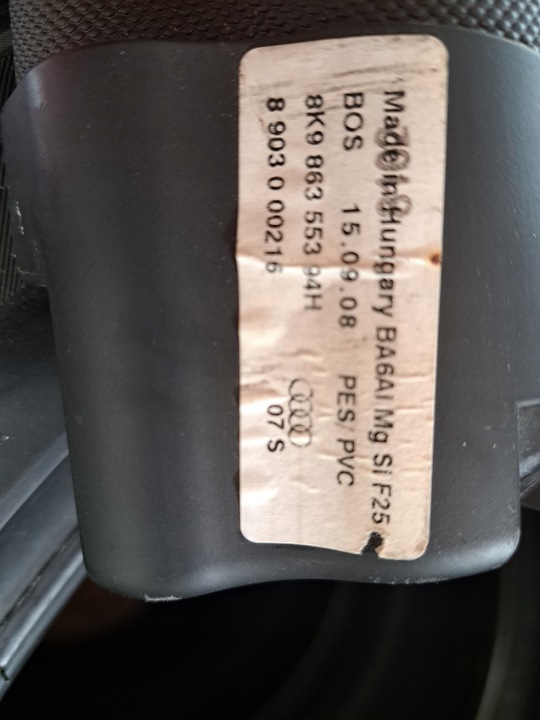 Made in Hungary BA6Al Mg Si F25
BOS 15.09.08 PES/PVC
8K9 863 553 94H
8 903 0 00216 07 S